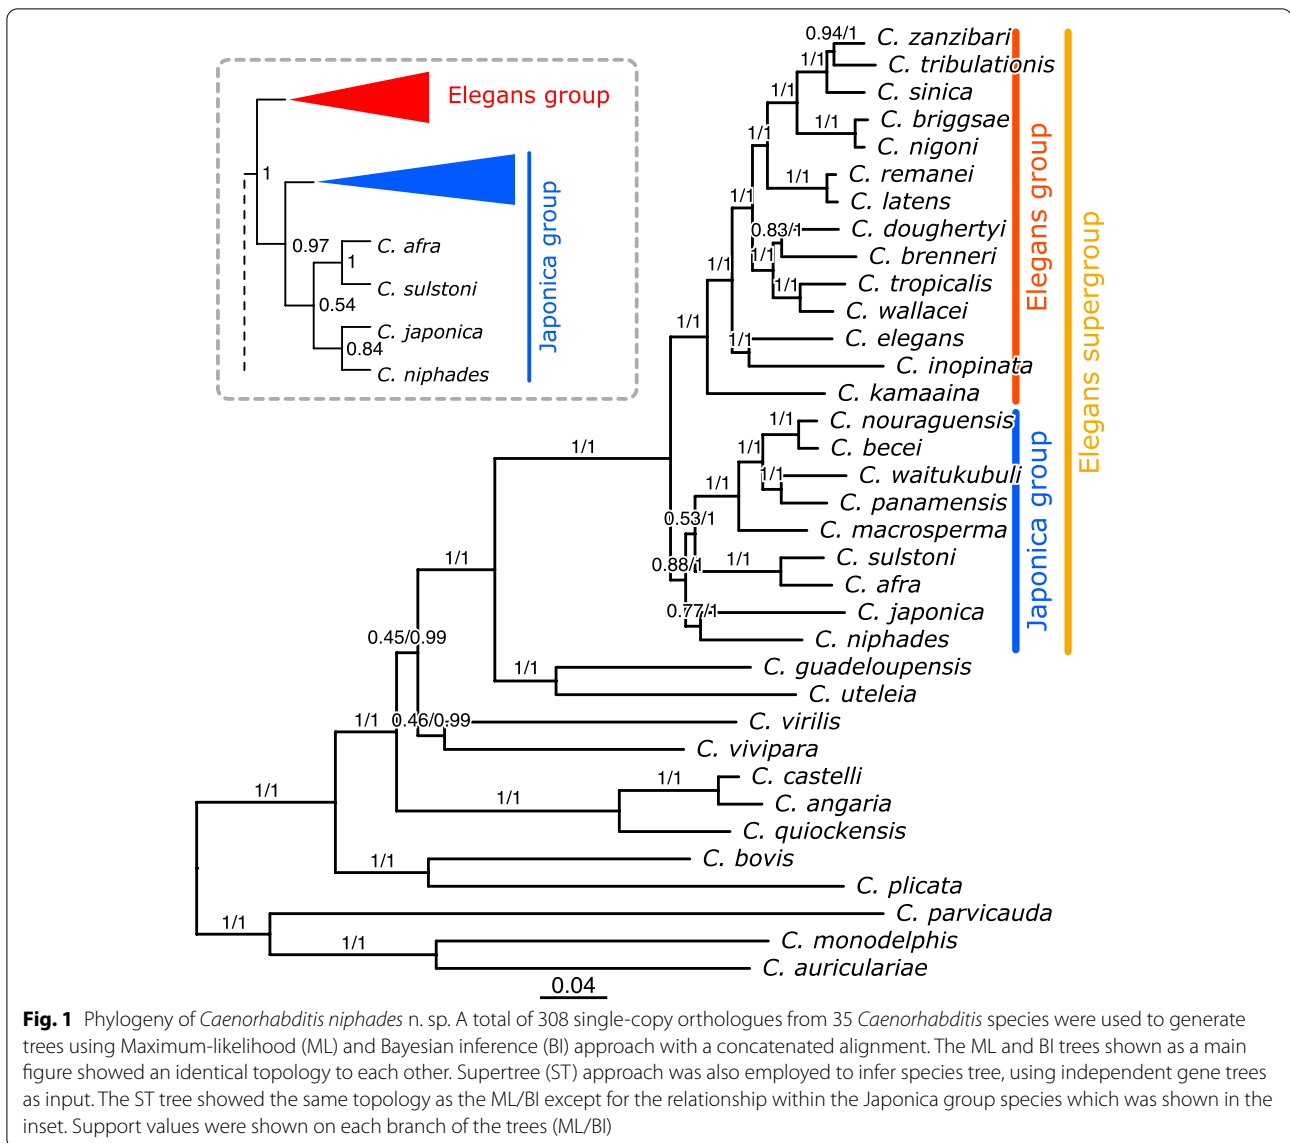 Elegans group
1
Japonica group
0.97
C. afra
1
C. sulstoni
0.54
C. japonica
0.84
C. niphades
0.94/1
C. zanzibari
1/1
C. tribulationis
C. sinica
1/1
C. briggsae
1/1
C. nigoni
1/1
C. remanei
1/1
C. latens
1/1
C. doughertyi
0.83/1
C. brenneri
1/1
1/1
C. tropicalis
1/1
C. wallacei
1/1
C. elegans
1/1
C. inopinata
C. kamaaina
Elegans group
Elegans supergroup
1/1
C. nouraguensis
C. becei
1/1
1/1
C. waitukubuli
1/1
1/1
C. panamensis
0.53/1
C. macrosperma
C. sulstoni
0.88/1
1/1
C. afra
1/1
C. japonica
0.77/1
C. niphades
Japonica group
0.45/0.99
1/1
C. guadeloupensis
C. uteleia
1/1
0.46/0.99
C. virilis
C. vivipara
1/1
C. castelli
1/1
1/1
C. angaria
C. quiockensis
1/1
C. bovis
C. plicata
1/1
C. parvicauda
1/1
C. monodelphis
C. auriculariae
0.04
Fig. 1 Phylogeny of Caenorhabditis niphades n. sp. A total of 308 single-copy orthologues from 35 Caenorhabditis species were used to generate
trees using Maximum-likelihood (ML) and Bayesian inference (BI) approach with a concatenated alignment. The ML and BI trees shown as a main
figure showed an identical topology to each other. Supertree (ST) approach was also employed to infer species tree, using independent gene trees
as input. The ST tree showed the same topology as the ML/BI except for the relationship within the Japonica group species which was shown in the
inset. Support values were shown on each branch of the trees (ML/BI)